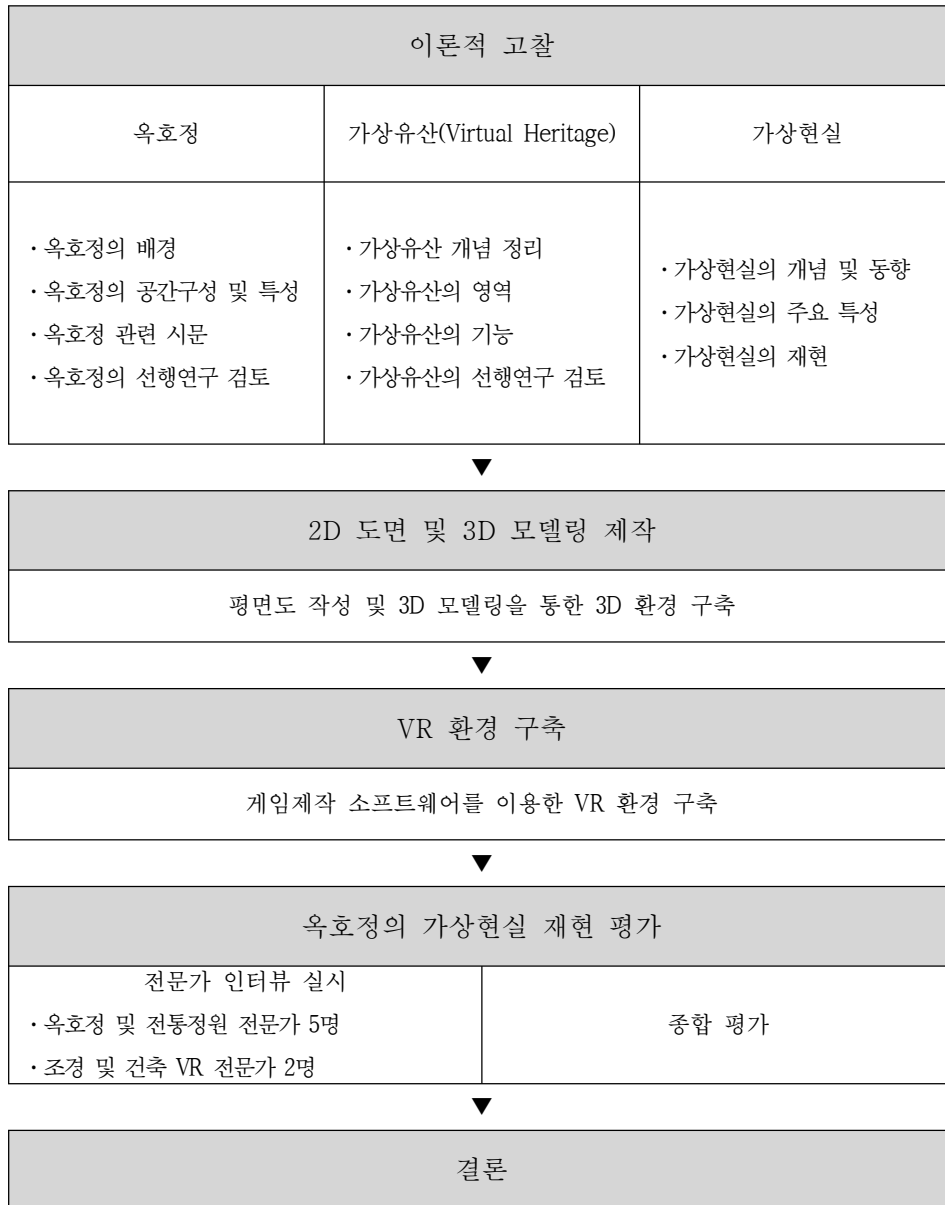 이론적 고찰
옥호정
가상유산(Virtual Heritage)
가상현실
·옥호정의 배경
·옥호정의 공간구성 및 특성
·옥호정 관련 시문
·옥호정의 선행연구 검토
·가상유산 개념 정리
·가상유산의 영역
·가상유산의 기능
·가상유산의 선행연구 검토
·가상현실의 개념 및 동향
·가상현실의 주요 특성
·가상현실의 재현
▼
2D 도면 및 3D 모델링 제작
평면도 작성 및 3D 모델링을 통한 3D 환경 구축
▼
VR 환경 구축
게임제작 소프트웨어를 이용한 VR 환경 구축
▼
옥호정의 가상현실 재현 평가
전문가 인터뷰 실시
·옥호정 및 전통정원 전문가 5명
·조경 및 건축 VR 전문가 2명
종합 평가
▼
결론